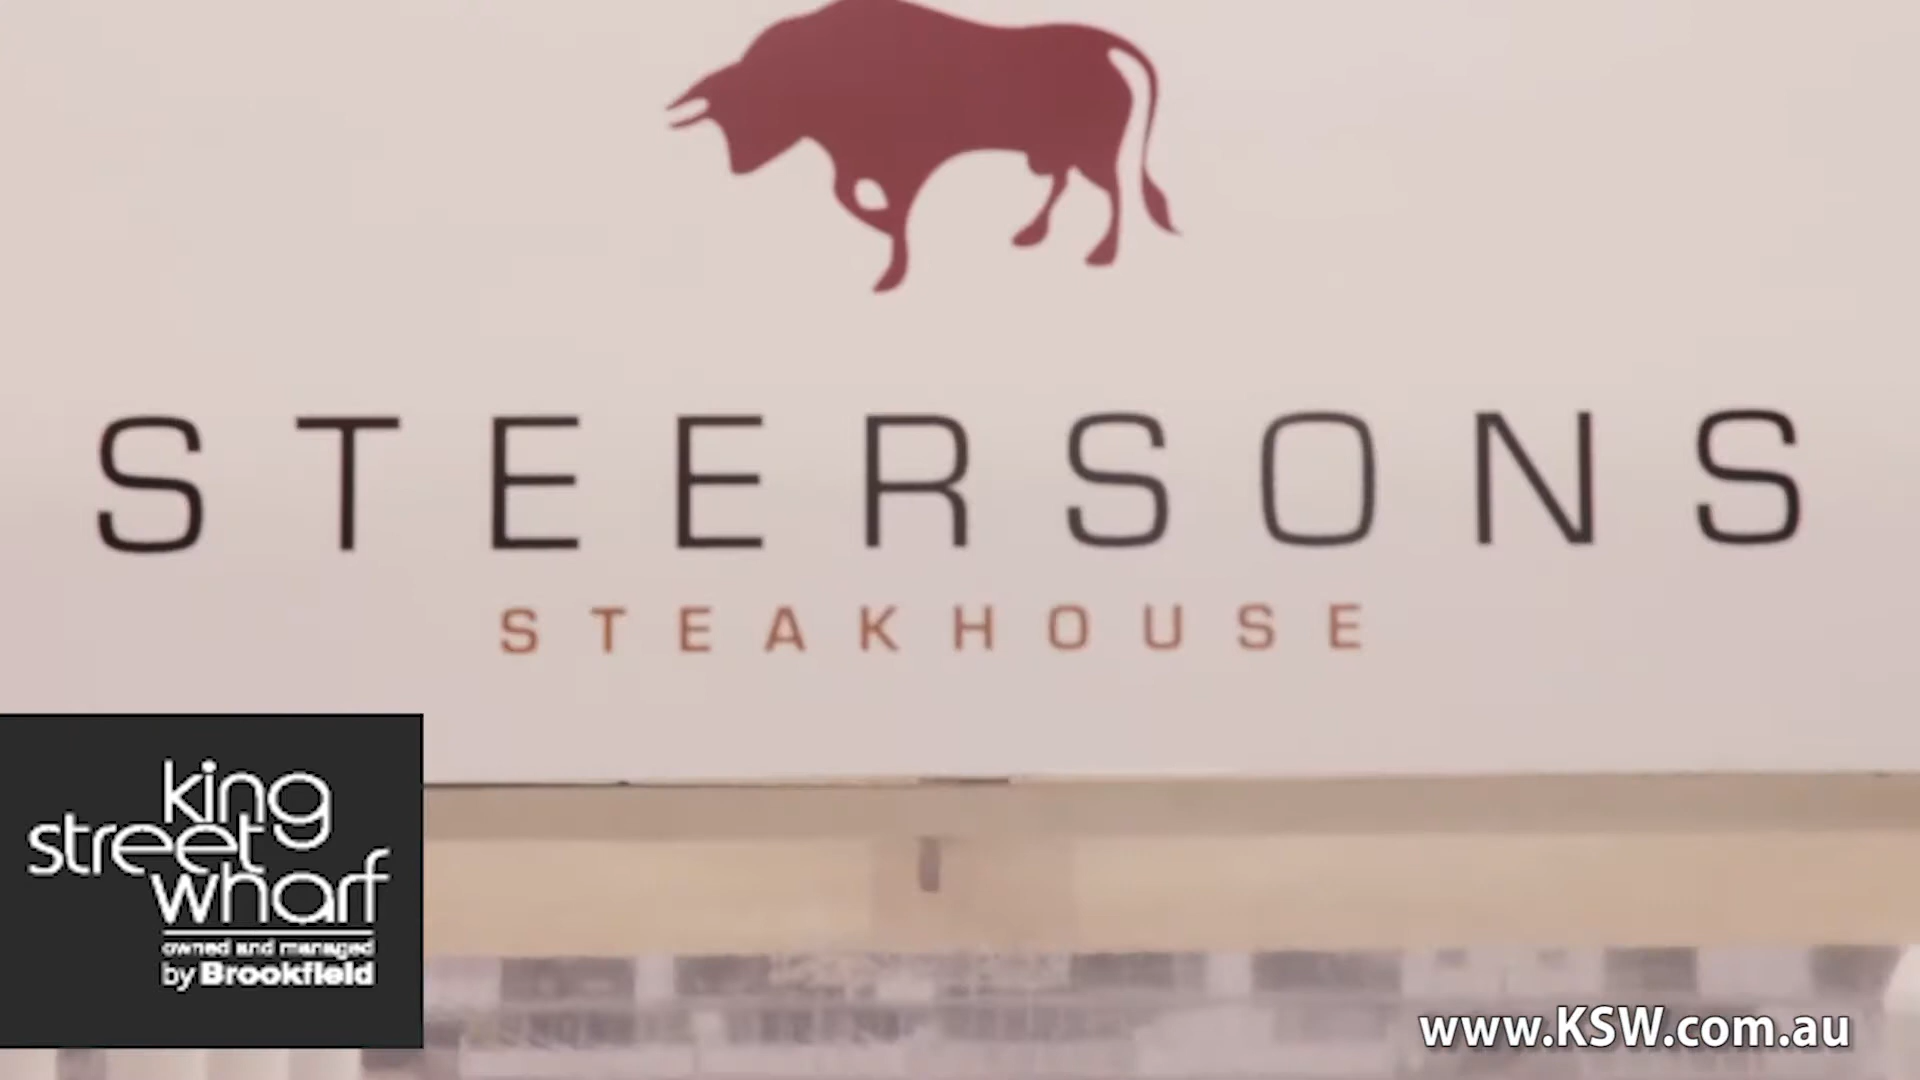 STEERSONS
STEAKHOUSE
king
street
wharf
owned and managed
by Brookfield
www.KSW.com.au